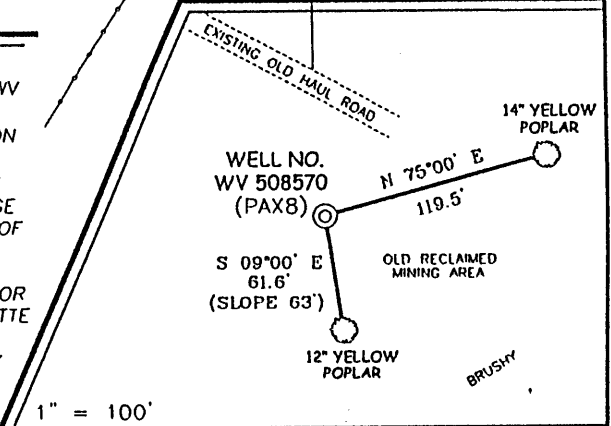 WV
ON
SE
OF
OR
TTE
EXISTING OLD HAUL ROAD
14" YELLOW
POPLAR
WELL NO.
WV 508570
(PAX8)
N 75°00' E
119.5'
S 09°00' E
61.6'
(SLOPE 63')
OLD RECLAIMED
MINING AREA
12" YELLOW
POPLAR
BRUSHY
1" = 100'